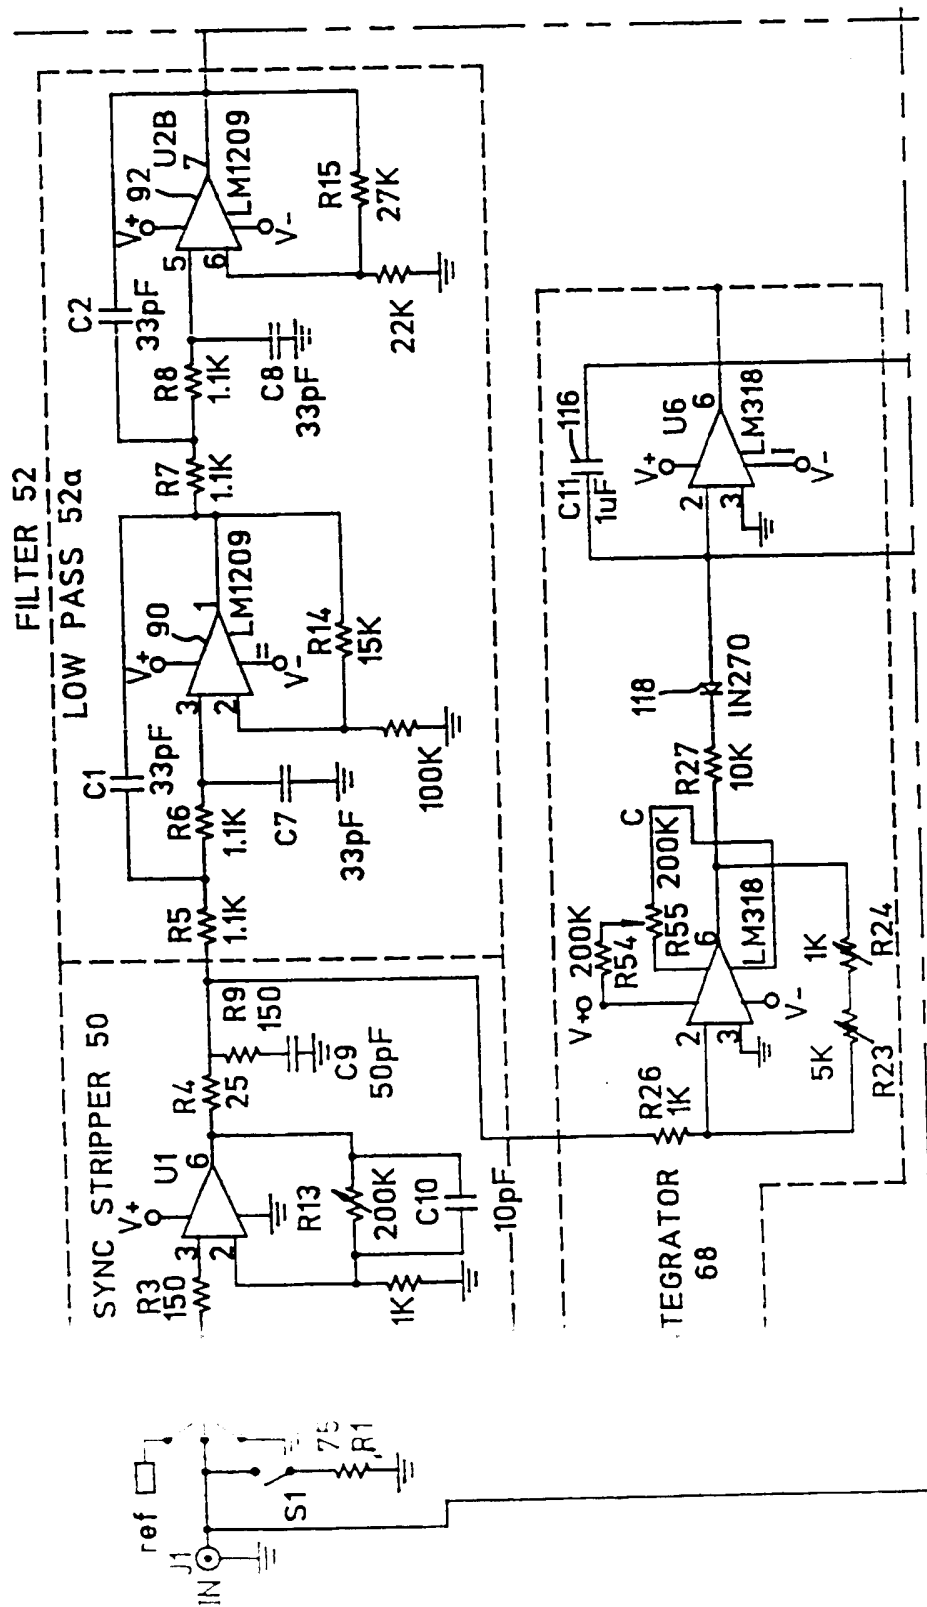 FILTER 52
LOW PASS 52a
SYNC STRIPPER 50
ref
J1
IN
S1
75
R1
R3
150
3
2
V+
U1
6
R13
200K
C10
10pF
1K
R4
25
R9
150
C9
50pF
R5
1.1K
C1
33pF
R6
1.1K
C7
33pF
3
2
V+
90
1
LM1209
V-
R14
15K
100K
R7
1.1K
C2
33pF
R8
1.1K
C8
33pF
5
6
V+
92
U2B
7
LM1209
V-
R15
27K
22K
TEGRATOR
68
R26
1K
2
3
V+
200K
R54
R55
200K
C
6
LM318
V-
5K
R23
1K
R24
R27
10K
118
IN270
C11
1uF
116
2
3
V+
U6
6
LM318
V-